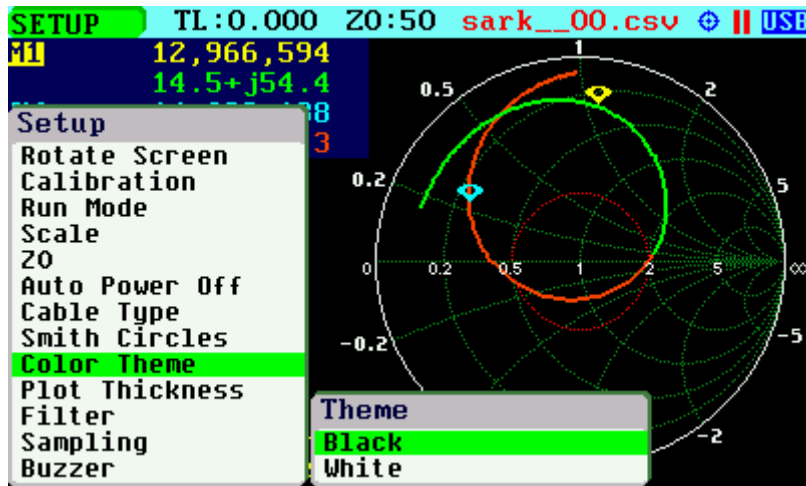 SETUP TL:0.000 Z0:50 sark__00.csv USB
M1 12,966,594
14.5+j54.4
8
3
Setup
Rotate Screen
Calibration
Run Mode
Scale
Z0
Auto Power Off
Cable Type
Smith Circles
Color Theme
Plot Thickness
Filter
Sampling
Buzzer
Theme
Black
White
1
0.5 2
0.2 5
0 0.2 0.5 1 2 5 ∞
-0.2 -5
-2